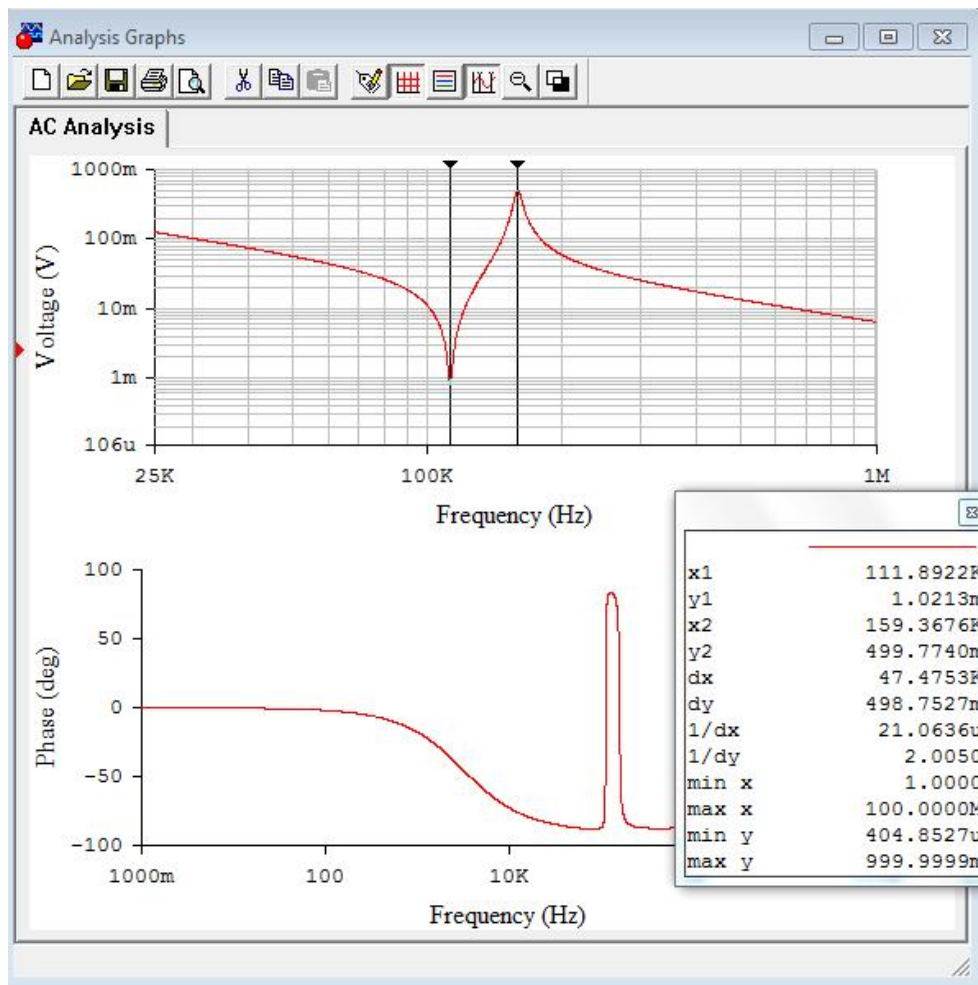 Analysis Graphs
AC Analysis
1000m
100m
10m
1m
106u
Voltage (V)
25K
100K
1M
Frequency (Hz)
100
50
0
-50
-100
Phase (deg)
1000m
100
10K
Frequency (Hz)
x1 111.8922K
y1 1.0213m
x2 159.3676K
y2 499.7740m
dx 47.4753K
dy 498.7527m
1/dx 21.0636u
1/dy 2.0050
min x 1.0000
max x 100.0000M
min y 404.8527u
max y 999.9999m